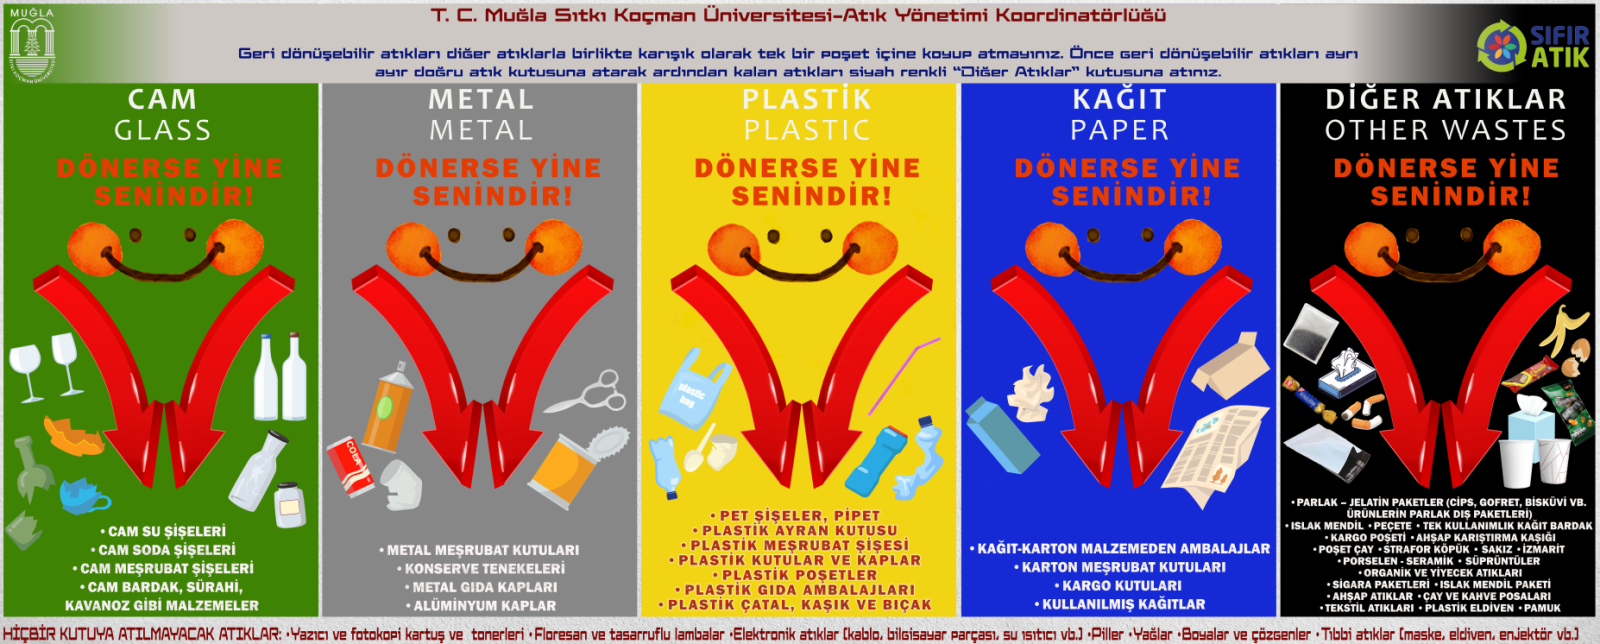 MUĞLA
T. C. Muğla Sıtkı Koçman Üniversitesi-Atık Yönetimi Koordinatörlüğü
Geri dönüşebilir atıkları diğer atıklarla birlikte karışık olarak tek bir poşet içine koyup atmayınız. Önce Geri dönüşebilir atıkları ayrı
ayır doğru atık kutusuna atarak ardından kalan atıkları siyah renkli “Diğer Atıklar” kutusuna atınız.
SIFIR
ATIK
CAM
GLASS
DÖNERSE YİNE
SENİNDİR!
• CAM SU ŞİŞELERİ
• CAM SODA ŞİŞELERİ
• CAM MEŞRUBAT ŞİŞELERİ
• CAM BARDAK, SÜRAHİ,
KAVANOZ GİBİ MALZEMELER
METAL
METAL
DÖNERSE YİNE
SENİNDİR!
COLA
• METAL MEŞRUBAT KUTULARI
• KONSERVE TENEKELERİ
• METAL GIDA KAPLARI
• ALÜMİNYUM KAPLAR
PLASTİK
PLASTIC
DÖNERSE YİNE
SENİNDİR!
plastic
bag
• PET ŞİŞELER, PİPET
• PLASTİK AYRAN KUTUSU
• PLASTİK MEŞRUBAT ŞİŞESİ
• PLASTİK KUTULAR VE KAPLAR
• PLASTİK POŞETLER
• PLASTİK GIDA AMBALAJLARI
• PLASTİK ÇATAL, KAŞIK VE BIÇAK
KAĞIT
PAPER
DÖNERSE YİNE
SENİNDİR!
• KAĞIT-KARTON MALZEMEDEN AMBALAJLAR
• KARTON MEŞRUBAT KUTULARI
• KARGO KUTULARI
• KULLANILMIŞ KAĞITLAR
DİĞER ATIKLAR
OTHER WASTES
DÖNERSE YİNE
SENİNDİR!
• PARLAK – JELATİN PAKETLER (CİPS, GOFRET, BİSKÜVİ VB.
ÜRÜNLERİN PARLAK DIŞ PAKETLERİ)
• ISLAK MENDİL • PEÇETE • TEK KULLANIMLIK KAĞIT BARDAK
• KARGO POŞETİ • AHŞAP KARIŞTIRMA KAŞIĞI
• POŞET ÇAY • STRAFOR KÖPÜK • SAKIZ • İZMARİT
• PORSELEN - SERAMİK • SÜPRÜNTÜLER
• ORGANİK VE YİYECEK ATIKLARI
• SİGARA PAKETLERİ • ISLAK MENDİL PAKETİ
• AHŞAP ATIKLAR • ÇAY VE KAHVE POSALARI
• TEKSTİL ATIKLARI • PLASTİK ELDİVEN • PAMUK
HİÇBİR KUTUYA ATILMAYACAK ATIKLAR: •Yazıcı ve fotokopi kartuş ve tonerleri •Floresan ve tasarruflu lambalar •Elektronik atıklar (kablo, bilgisayar parçası, su ısıtıcı vb.) •Piller •Yağlar •Boyalar ve çözgenler •Tıbbi atıklar (maske, eldiven, enjektör vb.)